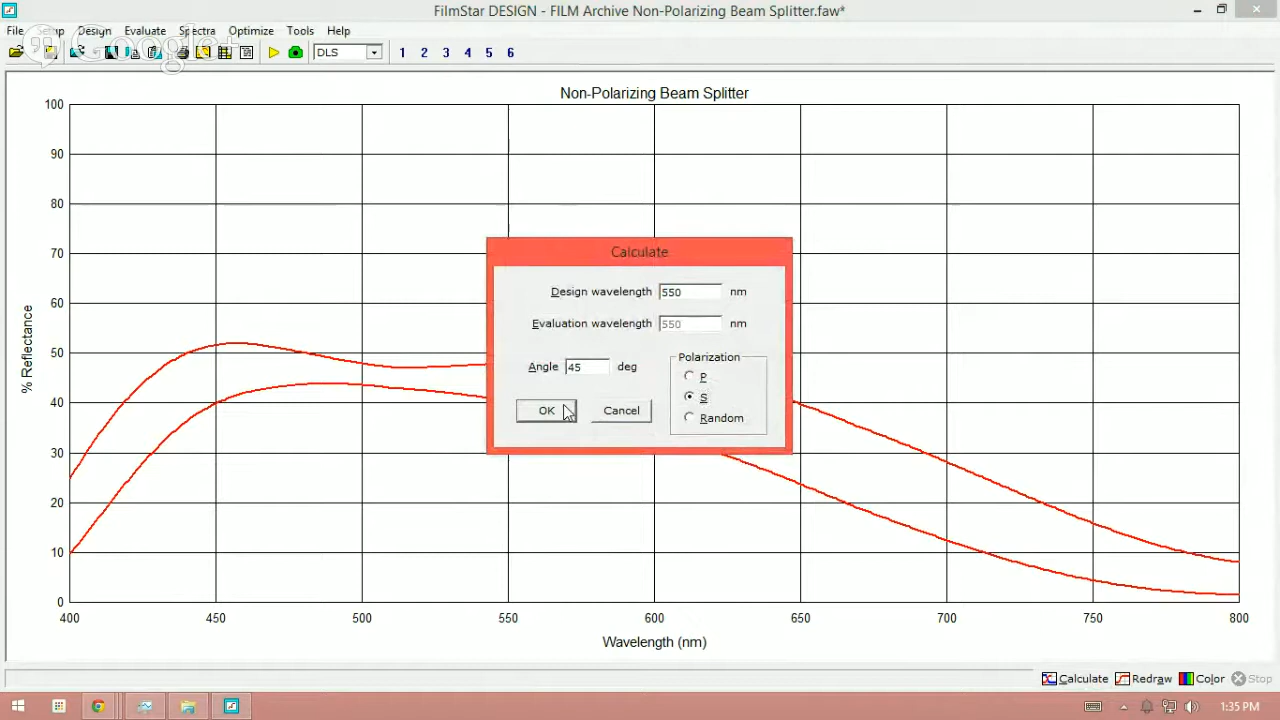 FilmStar DESIGN - FILM Archive Non-Polarizing Beam Splitter.faw*
File Setup Design Evaluate Spectra Optimize Tools Help
Google+
DLS 1 2 3 4 5 6
Non-Polarizing Beam Splitter
100
90
80
70
60
50
40
30
20
10
0
% Reflectance
400 450 500 550 600 650 700 750 800
Wavelength (nm)
Calculate
Design wavelength 550 nm
Evaluation wavelength 550 nm
Angle 45 deg
Polarization
P
S
Random
OK Cancel
Calculate Redraw Color Stop
1:35 PM